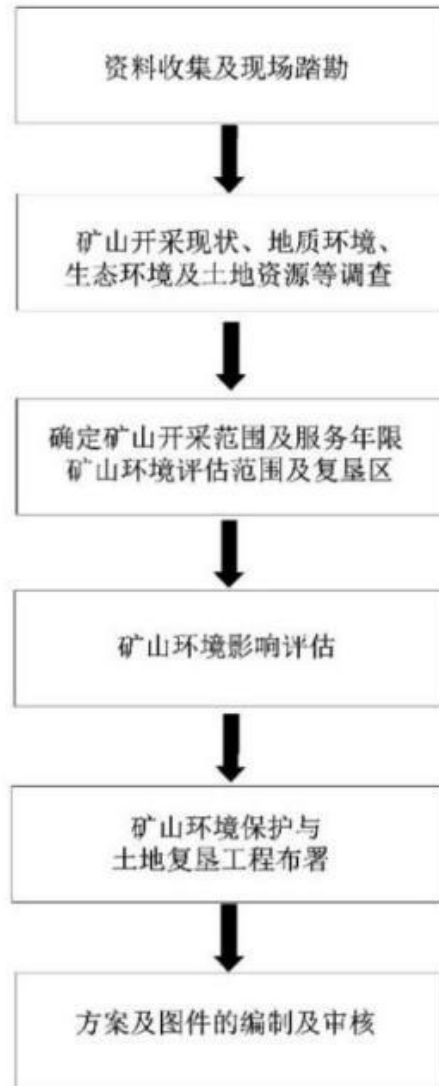 资料收集及现场踏勘
矿山开采现状、地质环境、
生态环境及土地资源等调查
确定矿山开采范围及服务年限
矿山环境评估范围及复垦区
矿山环境影响评估
矿山环境保护与
土地复垦工程布署
方案及图件的编制及审核